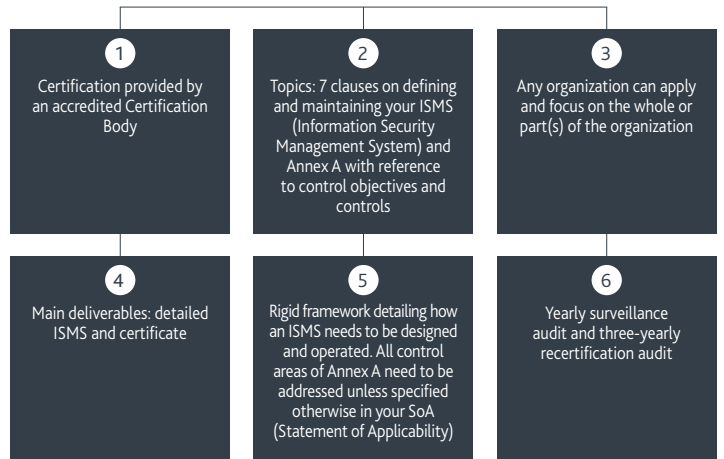 1
Certification provided by
an accredited Certification
Body
2
Topics: 7 clauses on defining
and maintaining your ISMS
(Information Security
Management System) and
Annex A with reference
to control objectives and
controls
3
Any organization can apply
and focus on the whole or
part(s) of the organization
4
Main deliverables: detailed
ISMS and certificate
5
Rigid framework detailing how
an ISMS needs to be designed
and operated. All control
areas of Annex A need to be
addressed unless specified
otherwise in your SoA
(Statement of Applicability)
6
Yearly surveillance
audit and three-yearly
recertification audit